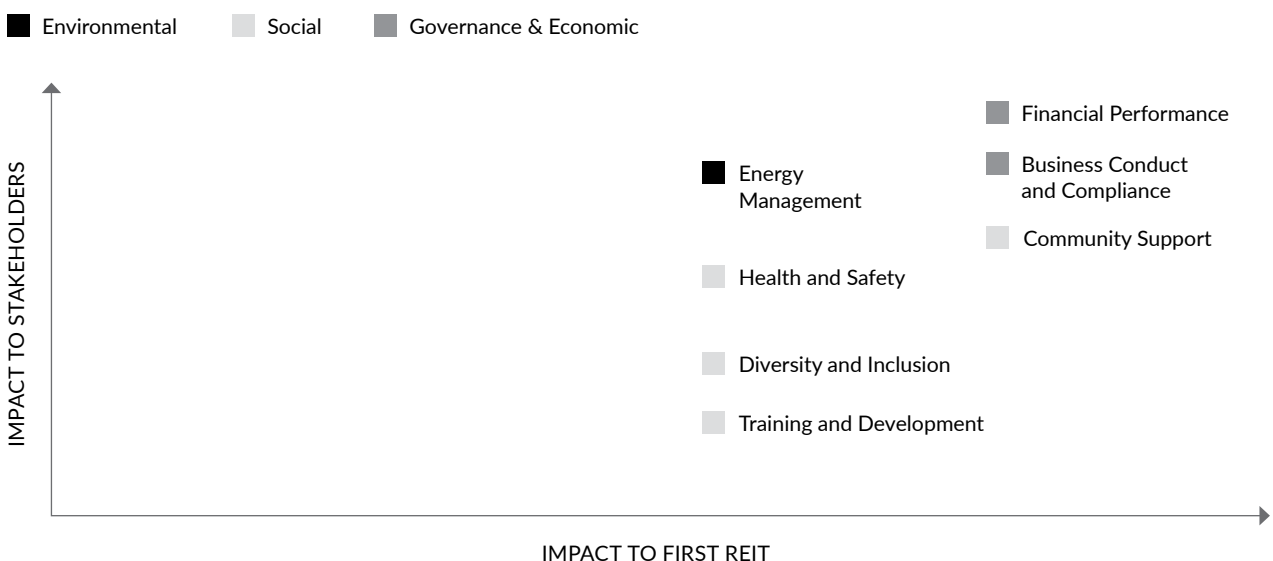 Environmental
Social
Governance & Economic
IMPACT TO STAKEHOLDERS
Financial Performance
Business Conduct
and Compliance
Energy
Management
Community Support
Health and Safety
Diversity and Inclusion
Training and Development
IMPACT TO FIRST REIT